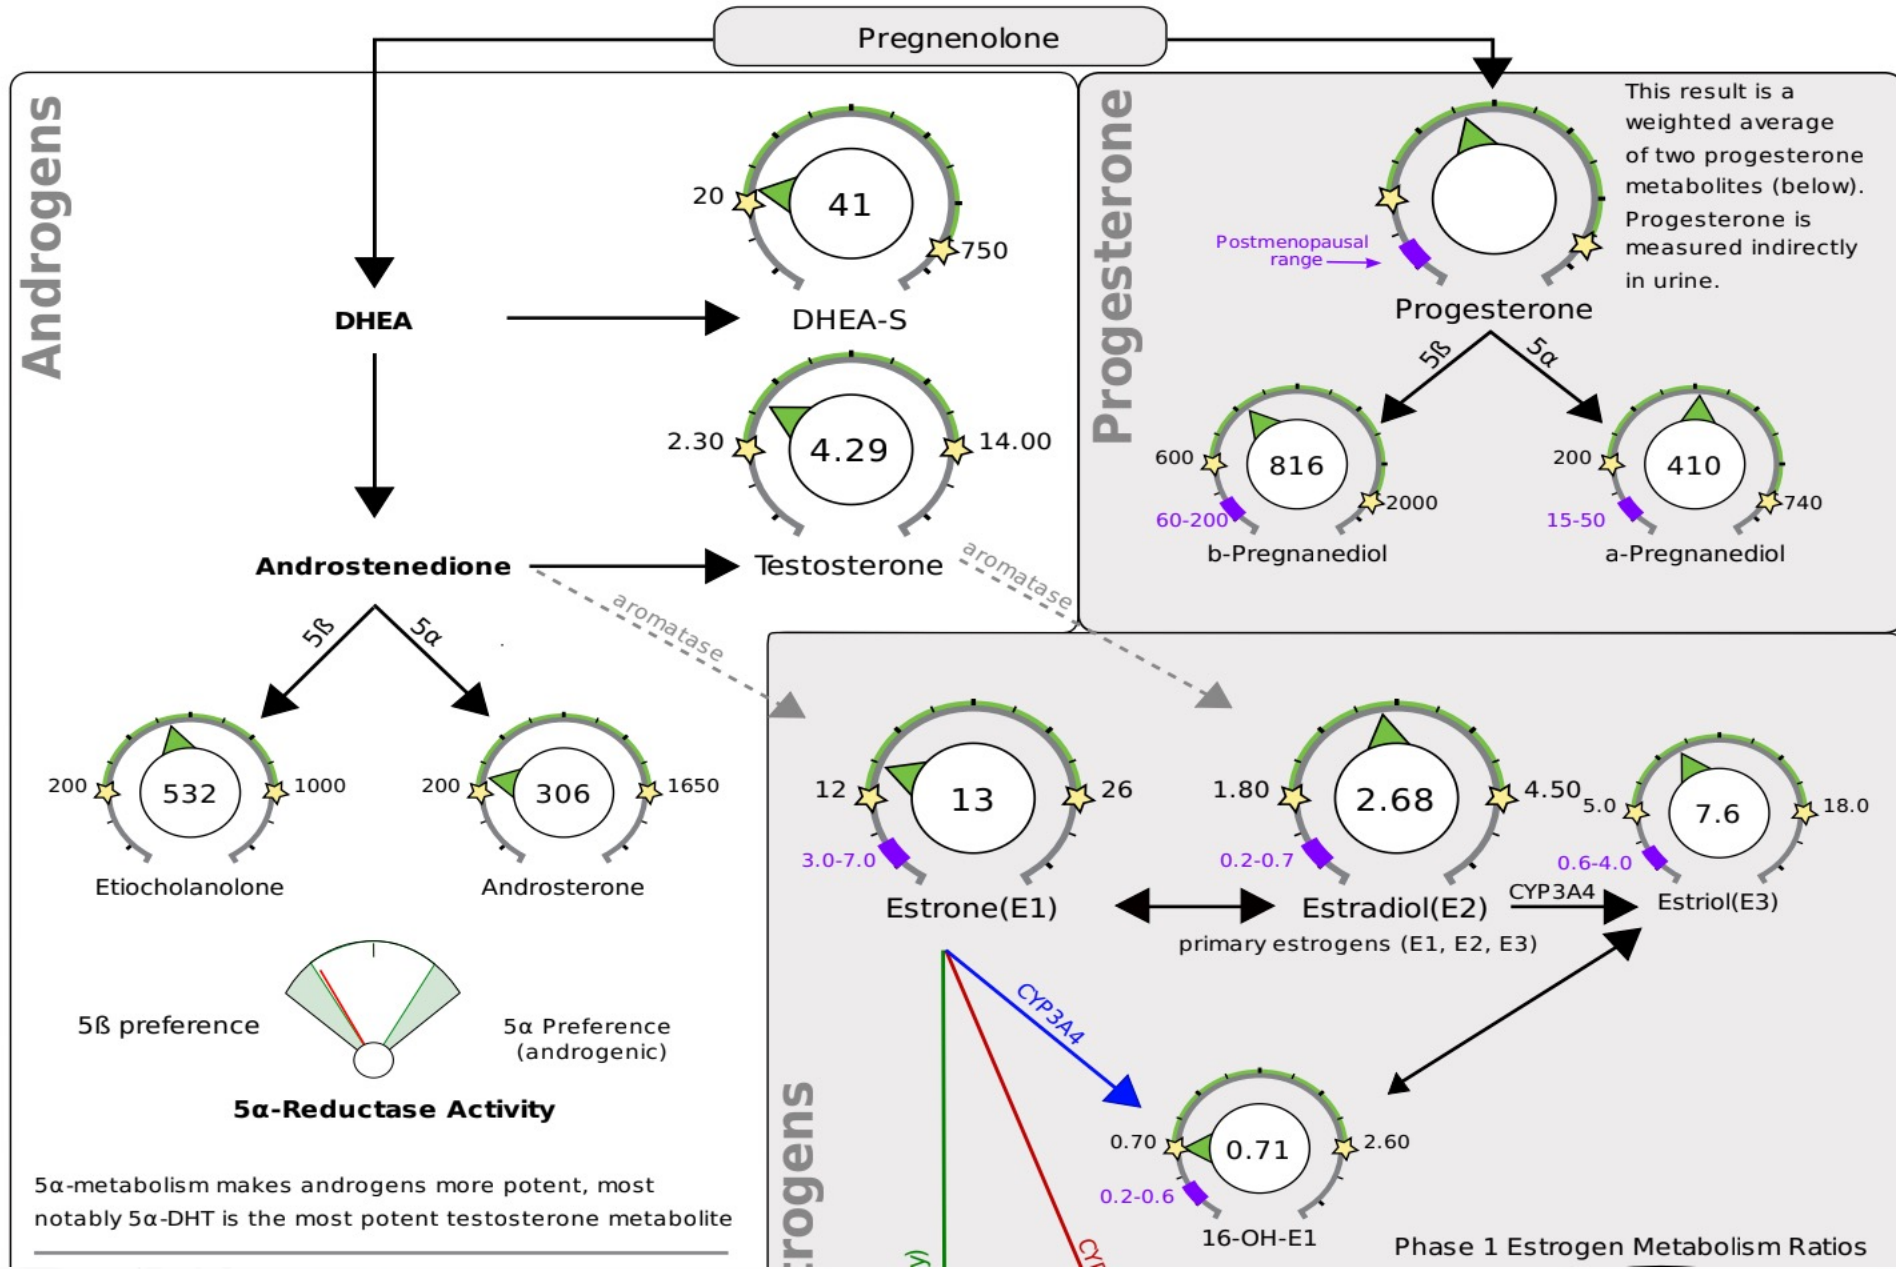 Pregnenolone
Androgens
20
41
750
DHEA
DHEA-S
2.30
4.29
14.00
Androstenedione
Testosterone
aromatase
aromatase
5ß
5α
200
532
1000
Etiocholanolone
200
306
1650
Androsterone
5ß preference
5α Preference
(androgenic)
5α-Reductase Activity
5α-metabolism makes androgens more potent, most
notably 5α-DHT is the most potent testosterone metabolite
Progesterone
This result is a
weighted average
of two progesterone
metabolites (below).
Progesterone is
measured indirectly
in urine.
Postmenopausal
range
Progesterone
5ß
5α
600
816
2000
60-200
b-Pregnanediol
200
410
740
15-50
a-Pregnanediol
12
13
26
3.0-7.0
Estrone(E1)
1.80
2.68
4.50
0.2-0.7
Estradiol(E2)
5.0
7.6
18.0
0.6-4.0
Estriol(E3)
CYP3A4
primary estrogens (E1, E2, E3)
CYP3A4
0.70
0.71
2.60
0.2-0.6
16-OH-E1
trogens
Phase 1 Estrogen Metabolism Ratios